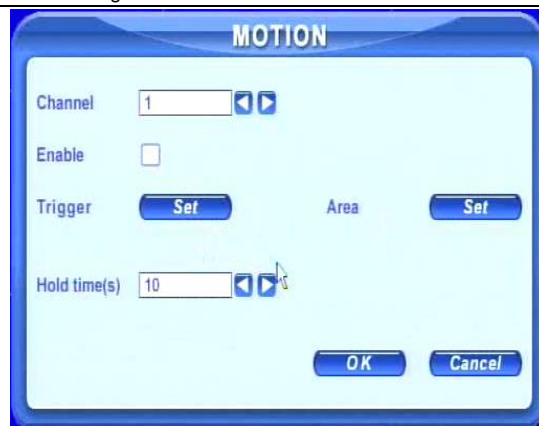 MOTION
Channel 1
Enable
Trigger Set Area Set
Hold time(s) 10
OK Cancel